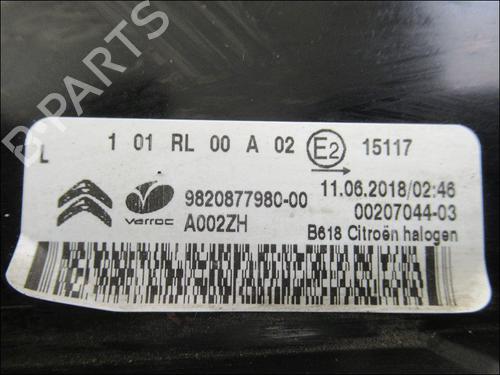 L 1 01 RL 00 A 02 E2 15117
varroc 9820877980-00 11.06.2018/02:46
A002ZH 00207044-03
B618 Citroën halogen
B-PARTS